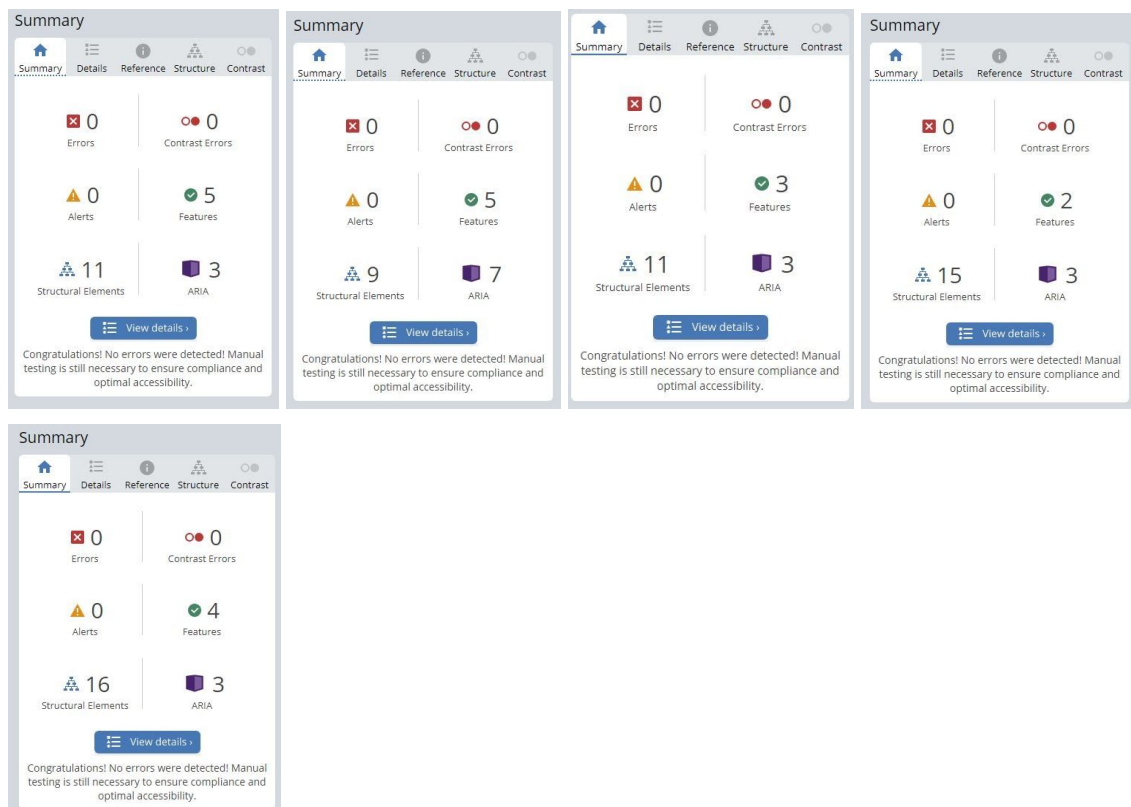 Summary
Summary Details Reference Structure Contrast
0 0
Errors Contrast Errors
0 5
Alerts Features
11 3
Structural Elements ARIA
View details ›
Congratulations! No errors were detected! Manual
testing is still necessary to ensure compliance and
optimal accessibility.
Summary
Summary Details Reference Structure Contrast
0 0
Errors Contrast Errors
0 5
Alerts Features
9 7
Structural Elements ARIA
View details ›
Congratulations! No errors were detected! Manual
testing is still necessary to ensure compliance and
optimal accessibility.
Summary Details Reference Structure Contrast
0 0
Errors Contrast Errors
0 3
Alerts Features
11 3
Structural Elements ARIA
View details ›
Congratulations! No errors were detected! Manual
testing is still necessary to ensure compliance and
optimal accessibility.
Summary
Summary Details Reference Structure Contrast
0 0
Errors Contrast Errors
0 2
Alerts Features
15 3
Structural Elements ARIA
View details ›
Congratulations! No errors were detected! Manual
testing is still necessary to ensure compliance and
optimal accessibility.
Summary
Summary Details Reference Structure Contrast
0 0
Errors Contrast Errors
0 4
Alerts Features
16 3
Structural Elements ARIA
View details ›
Congratulations! No errors were detected! Manual
testing is still necessary to ensure compliance and
optimal accessibility.